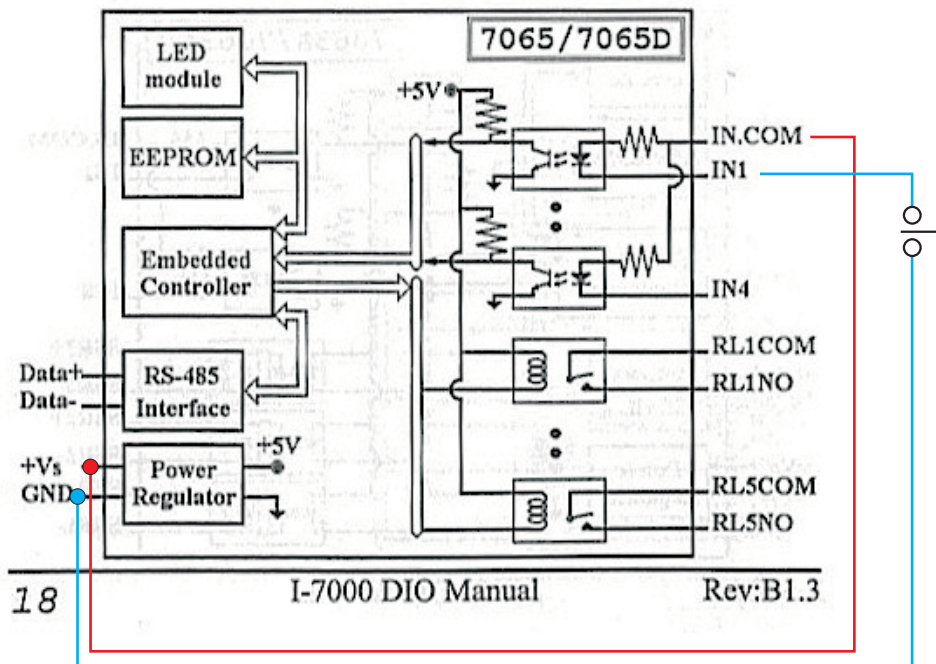 7065/7065D
LED
module
+5V
EEPROM
IN.COM
IN1
Embedded
Controller
IN4
RL1COM
RL1NO
Data+
Data-
RS-485
Interface
+5V
+Vs
GND
Power
Regulator
RL5COM
RL5NO
18
I-7000 DIO Manual
Rev:B1.3